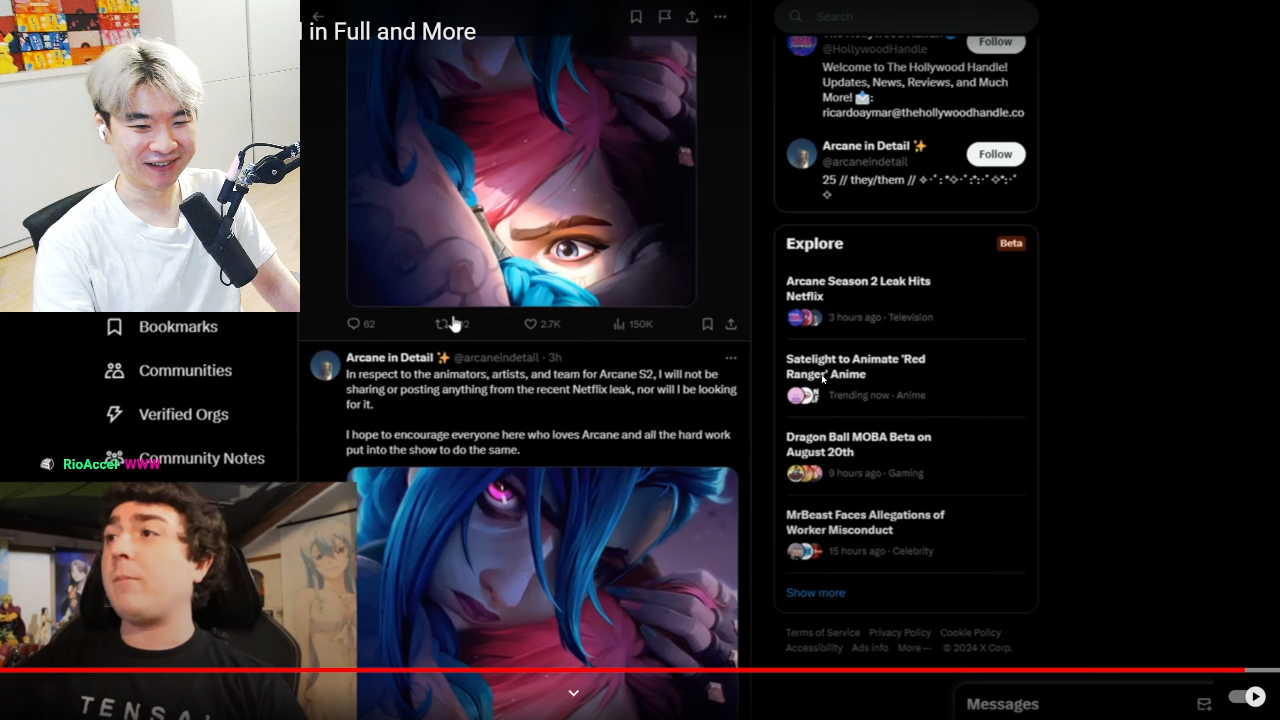 l in Full and More
Search
@HollywoodHandle
Follow
Welcome to The Hollywood Handle!
Updates, News, Reviews, and Much
More! 📩:
ricardoaymar@thehollywoodhandle.co
Arcane in Detail ✨
@arcaneindetail
Follow
25 // they/them //
Explore
Beta
Arcane Season 2 Leak Hits
Netflix
3 hours ago · Television
Satelight to Animate 'Red
Ranger' Anime
Trending now · Anime
Dragon Ball MOBA Beta on
August 20th
9 hours ago · Gaming
MrBeast Faces Allegations of
Worker Misconduct
15 hours ago · Celebrity
Show more
Terms of Service Privacy Policy Cookie Policy
Accessibility Ads info More ··· © 2024 X Corp.
Messages
62
2.7K
150K
Arcane in Detail ✨ @arcaneindetail · 3h
In respect to the animators, artists, and team for Arcane S2, I will not be
sharing or posting anything from the recent Netflix leak, nor will I be looking
for it.
I hope to encourage everyone here who loves Arcane and all the hard work
put into the show to do the same.
Bookmarks
Communities
Verified Orgs
Community Notes
RioAccel WWW